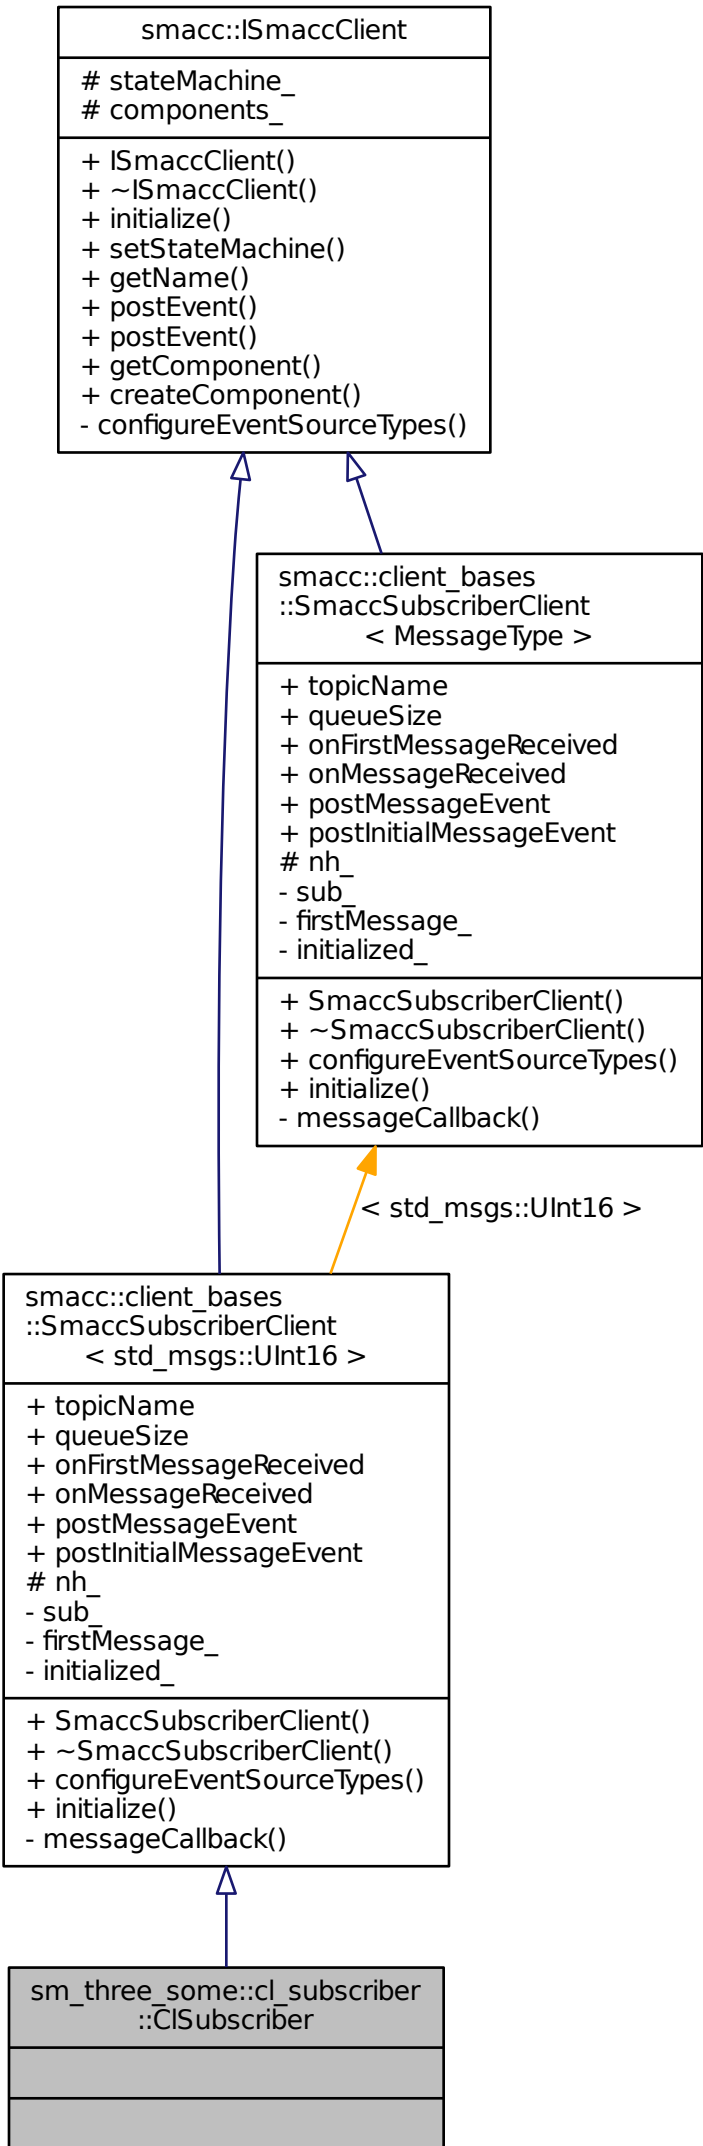 smacc::ISmaccClient
# stateMachine_
# components_
+ ISmaccClient()
+ ~ISmaccClient()
+ initialize()
+ setStateMachine()
+ getName()
+ postEvent()
+ postEvent()
+ getComponent()
+ createComponent()
- configureEventSourceTypes()
smacc::client_bases
::SmaccSubscriberClient
< MessageType >
+ topicName
+ queueSize
+ onFirstMessageReceived
+ onMessageReceived
+ postMessageEvent
+ postInitialMessageEvent
# nh_
- sub_
- firstMessage_
- initialized_
+ SmaccSubscriberClient()
+ ~SmaccSubscriberClient()
+ configureEventSourceTypes()
+ initialize()
- messageCallback()
< std_msgs::UInt16 >
smacc::client_bases
::SmaccSubscriberClient
< std_msgs::UInt16 >
+ topicName
+ queueSize
+ onFirstMessageReceived
+ onMessageReceived
+ postMessageEvent
+ postInitialMessageEvent
# nh_
- sub_
- firstMessage_
- initialized_
+ SmaccSubscriberClient()
+ ~SmaccSubscriberClient()
+ configureEventSourceTypes()
+ initialize()
- messageCallback()
sm_three_some::cl_subscriber
::ClSubscriber